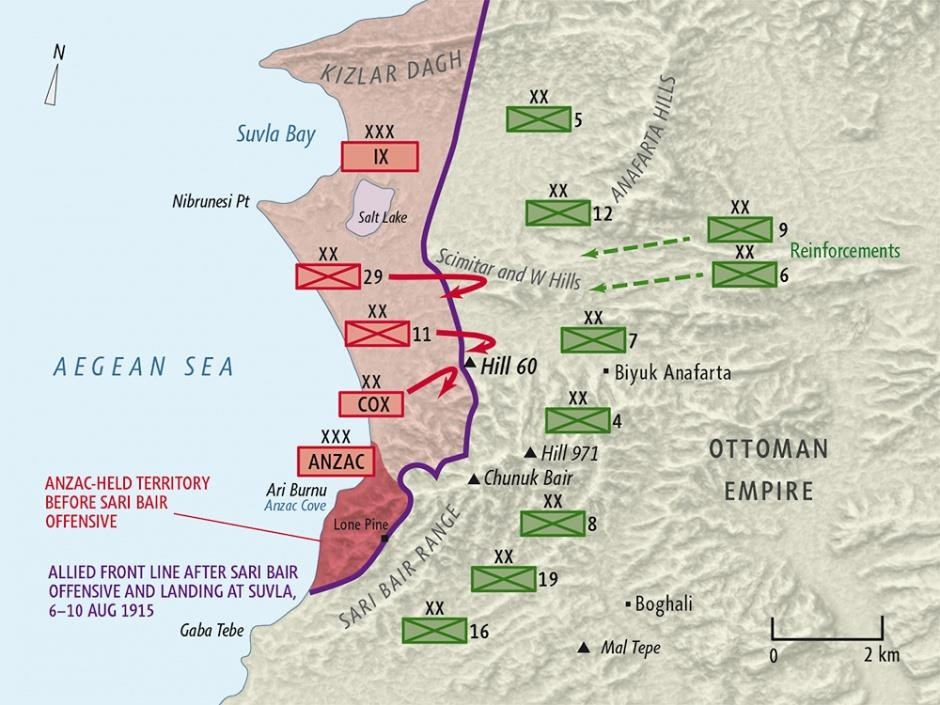 N
KIZLAR DAGH
Suvla Bay
XXX
IX
XX
5
ANAFARTA HILLS
Nibrunesi Pt
Salt Lake
XX
12
XX
9
Reinforcements
XX
6
Scimitar and W Hills
XX
29
XX
11
XX
7
AEGEAN SEA
Hill 60
Biyuk Anafarta
XX
COX
XX
4
XXX
ANZAC
Hill 971
Chunuk Bair
OTTOMAN
EMPIRE
ANZAC-HELD TERRITORY
BEFORE SARI BAIR
OFFENSIVE
Ari Burnu
Anzac Cove
Lone Pine
XX
8
SARI BAIR RANGE
ALLIED FRONT LINE AFTER SARI BAIR
OFFENSIVE AND LANDING AT SUVLA,
6–10 AUG 1915
XX
19
Gaba Tebe
XX
16
Boghali
Mal Tepe
0 2 km